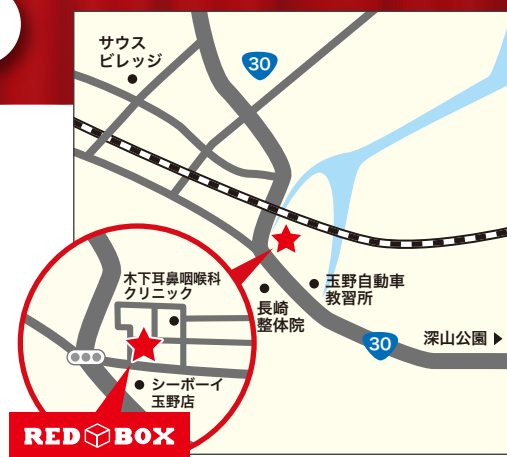 サウス
ビレッジ
30
木下耳鼻咽喉科
クリニック
玉野自動車
教習所
長崎
整体院
深山公園
30
シーボーイ
玉野店
RED BOX